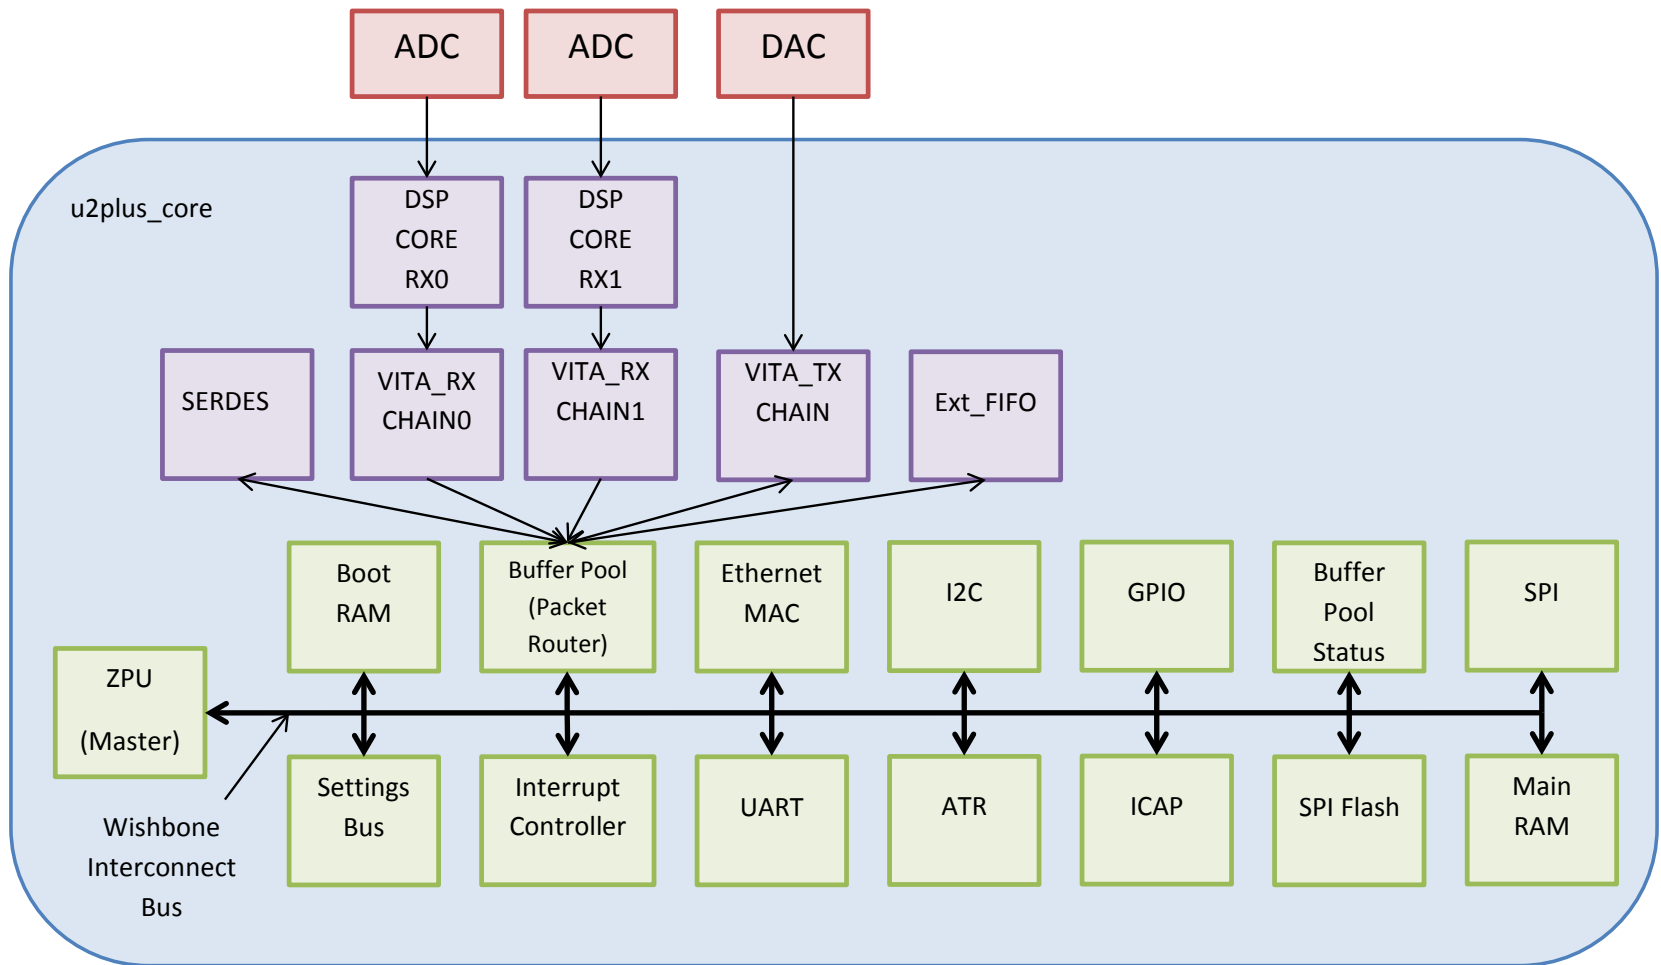 ADC
ADC
DAC
u2plus_core
DSP
CORE
RX0
DSP
CORE
RX1
SERDES
VITA_RX
CHAIN0
VITA_RX
CHAIN1
VITA_TX
CHAIN
Ext_FIFO
Boot
RAM
Buffer Pool
(Packet
Router)
Ethernet
MAC
I2C
GPIO
Buffer
Pool
Status
SPI
ZPU
(Master)
Settings
Bus
Interrupt
Controller
UART
ATR
ICAP
SPI Flash
Main
RAM
Wishbone
Interconnect
Bus